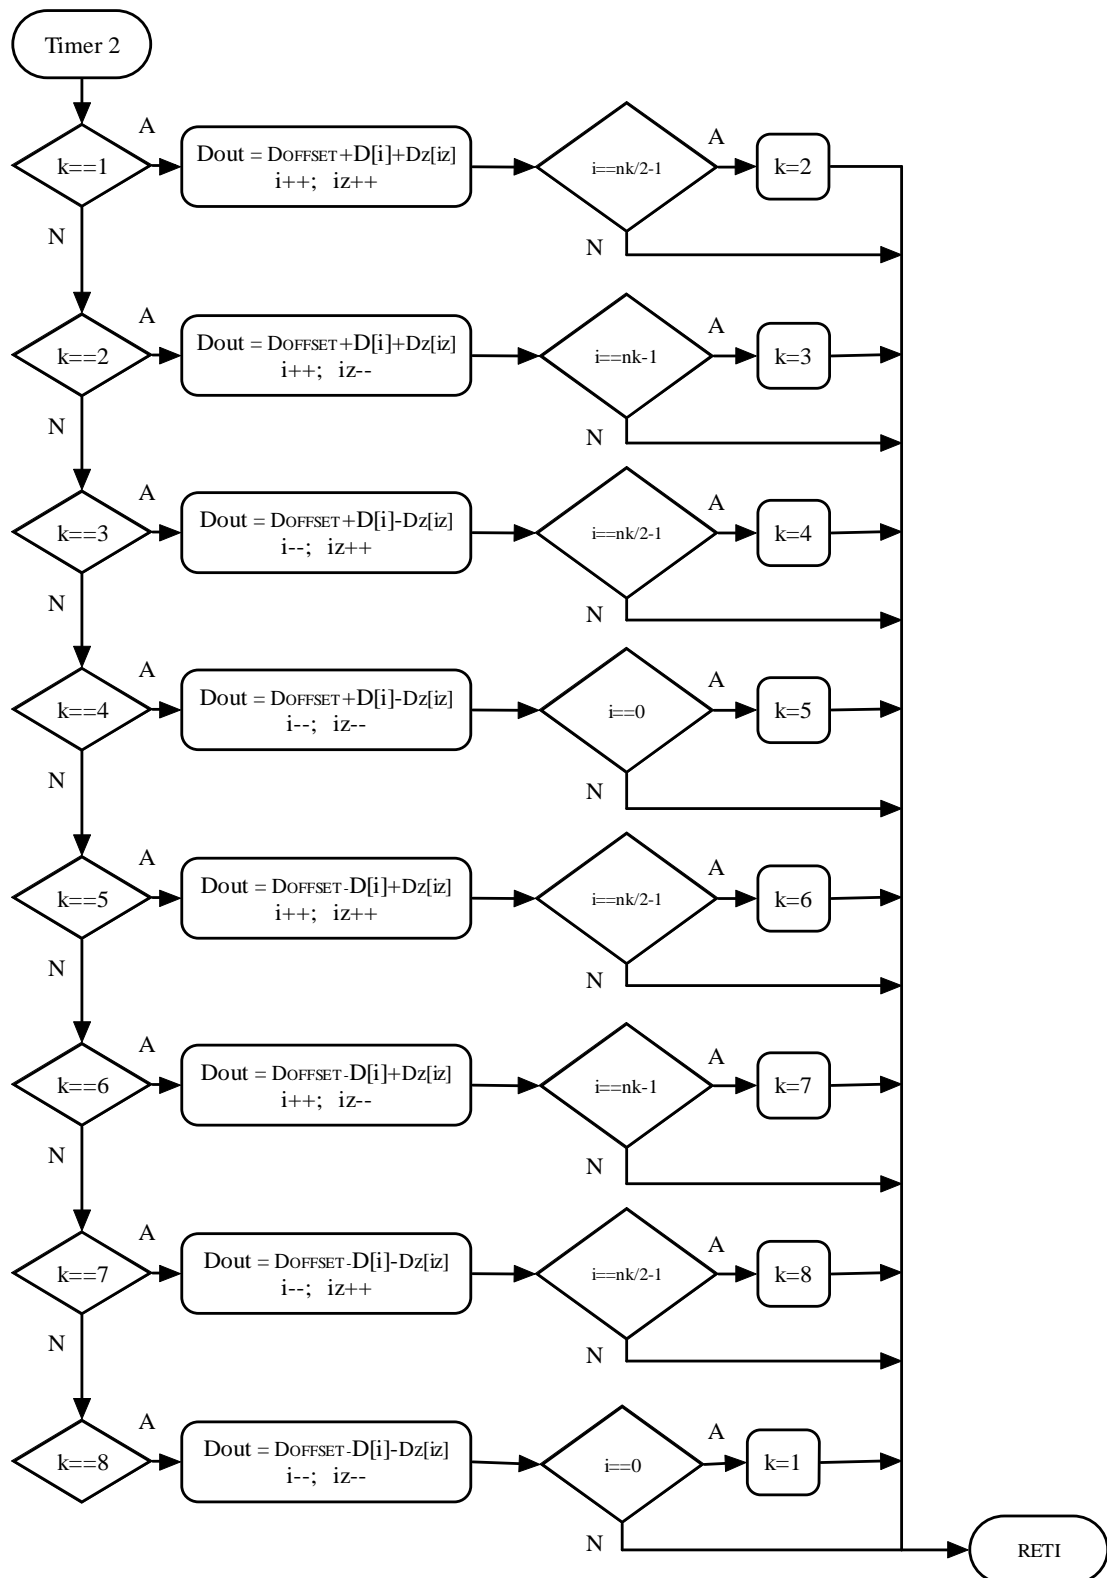 Timer 2
A
k==1
Dout = DOFFSET+D[i]+Dz[iz]
i++; iz++
i==nk/2-1
A
k=2
N
N
A
k==2
Dout = DOFFSET+D[i]+Dz[iz]
i++; iz--
i==nk-1
A
k=3
N
N
A
k==3
Dout = DOFFSET+D[i]-Dz[iz]
i--; iz++
i==nk/2-1
A
k=4
N
N
A
k==4
Dout = DOFFSET+D[i]-Dz[iz]
i--; iz--
i==0
A
k=5
N
N
A
k==5
Dout = DOFFSET-D[i]+Dz[iz]
i++; iz++
i==nk/2-1
A
k=6
N
N
A
k==6
Dout = DOFFSET-D[i]+Dz[iz]
i++; iz--
i==nk-1
A
k=7
N
N
A
k==7
Dout = DOFFSET-D[i]-Dz[iz]
i--; iz++
i==nk/2-1
A
k=8
N
N
A
k==8
Dout = DOFFSET-D[i]-Dz[iz]
i--; iz--
i==0
A
k=1
N
RETI